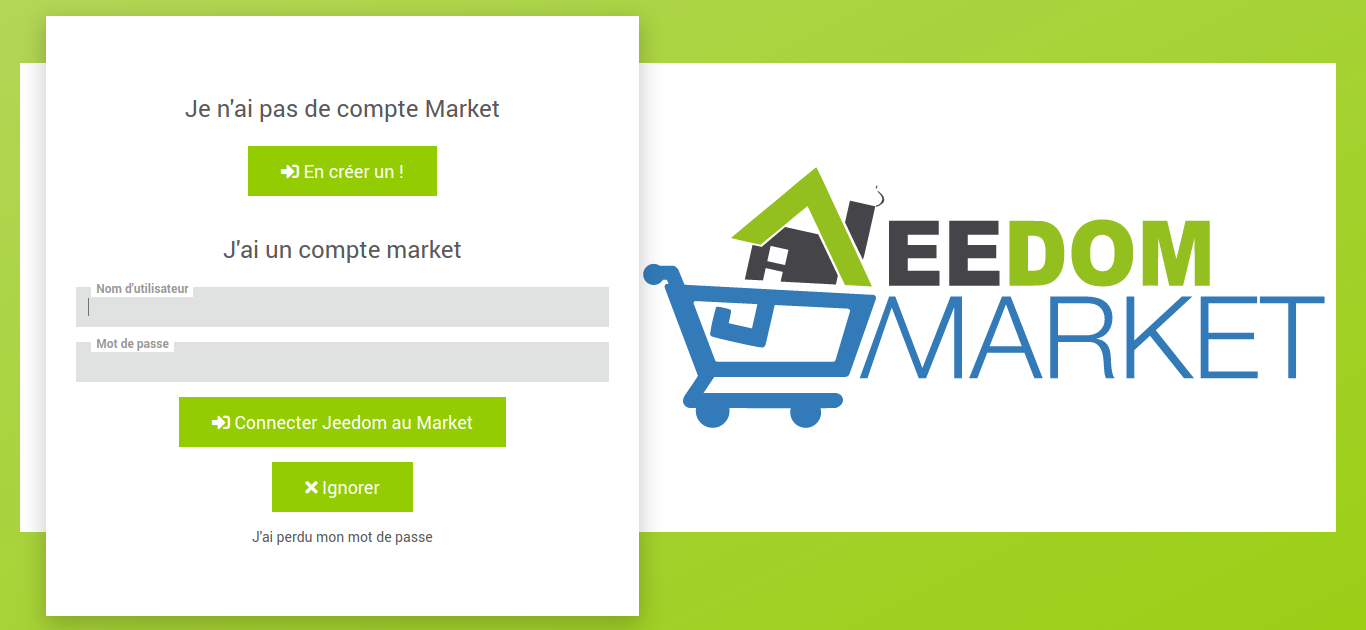 Je n'ai pas de compte Market
En créer un !
J'ai un compte market
Nom d'utilisateur
Mot de passe
Connecter Jeedom au Market
Ignorer
J'ai perdu mon mot de passe
JEEDOM
MARKET